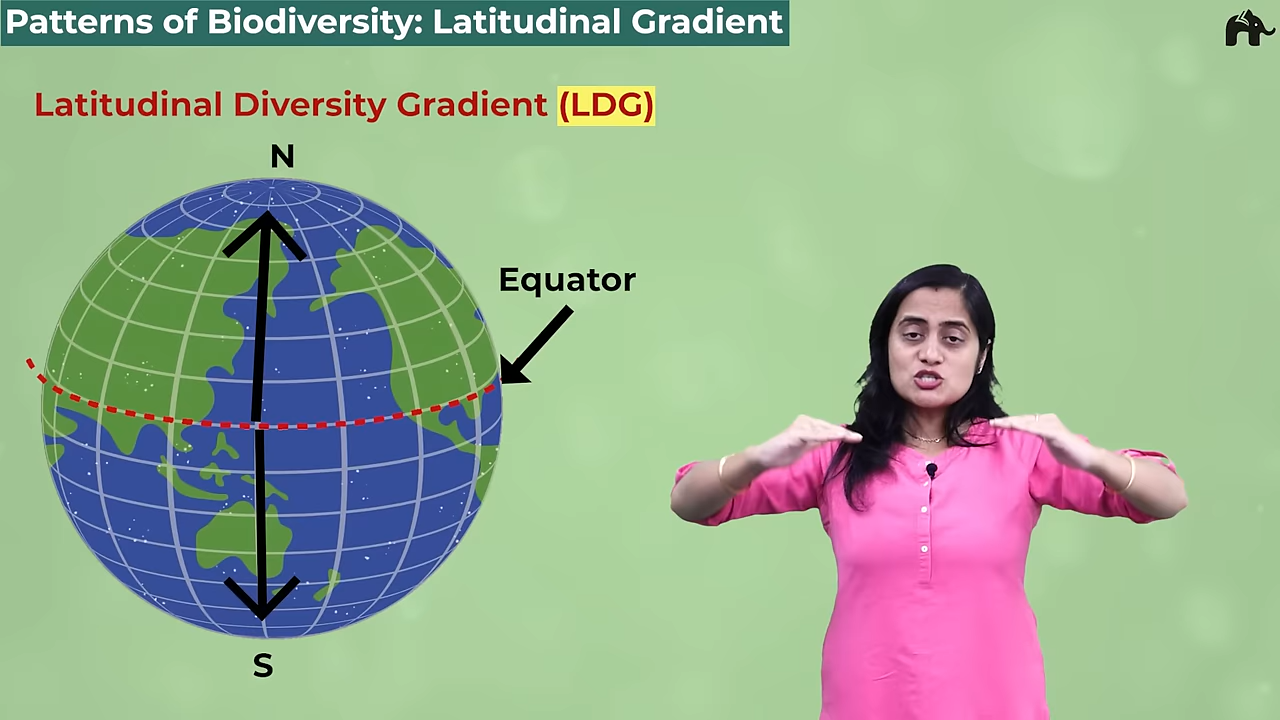 Patterns of Biodiversity: Latitudinal Gradient
Latitudinal Diversity Gradient (LDG)
N
Equator
S